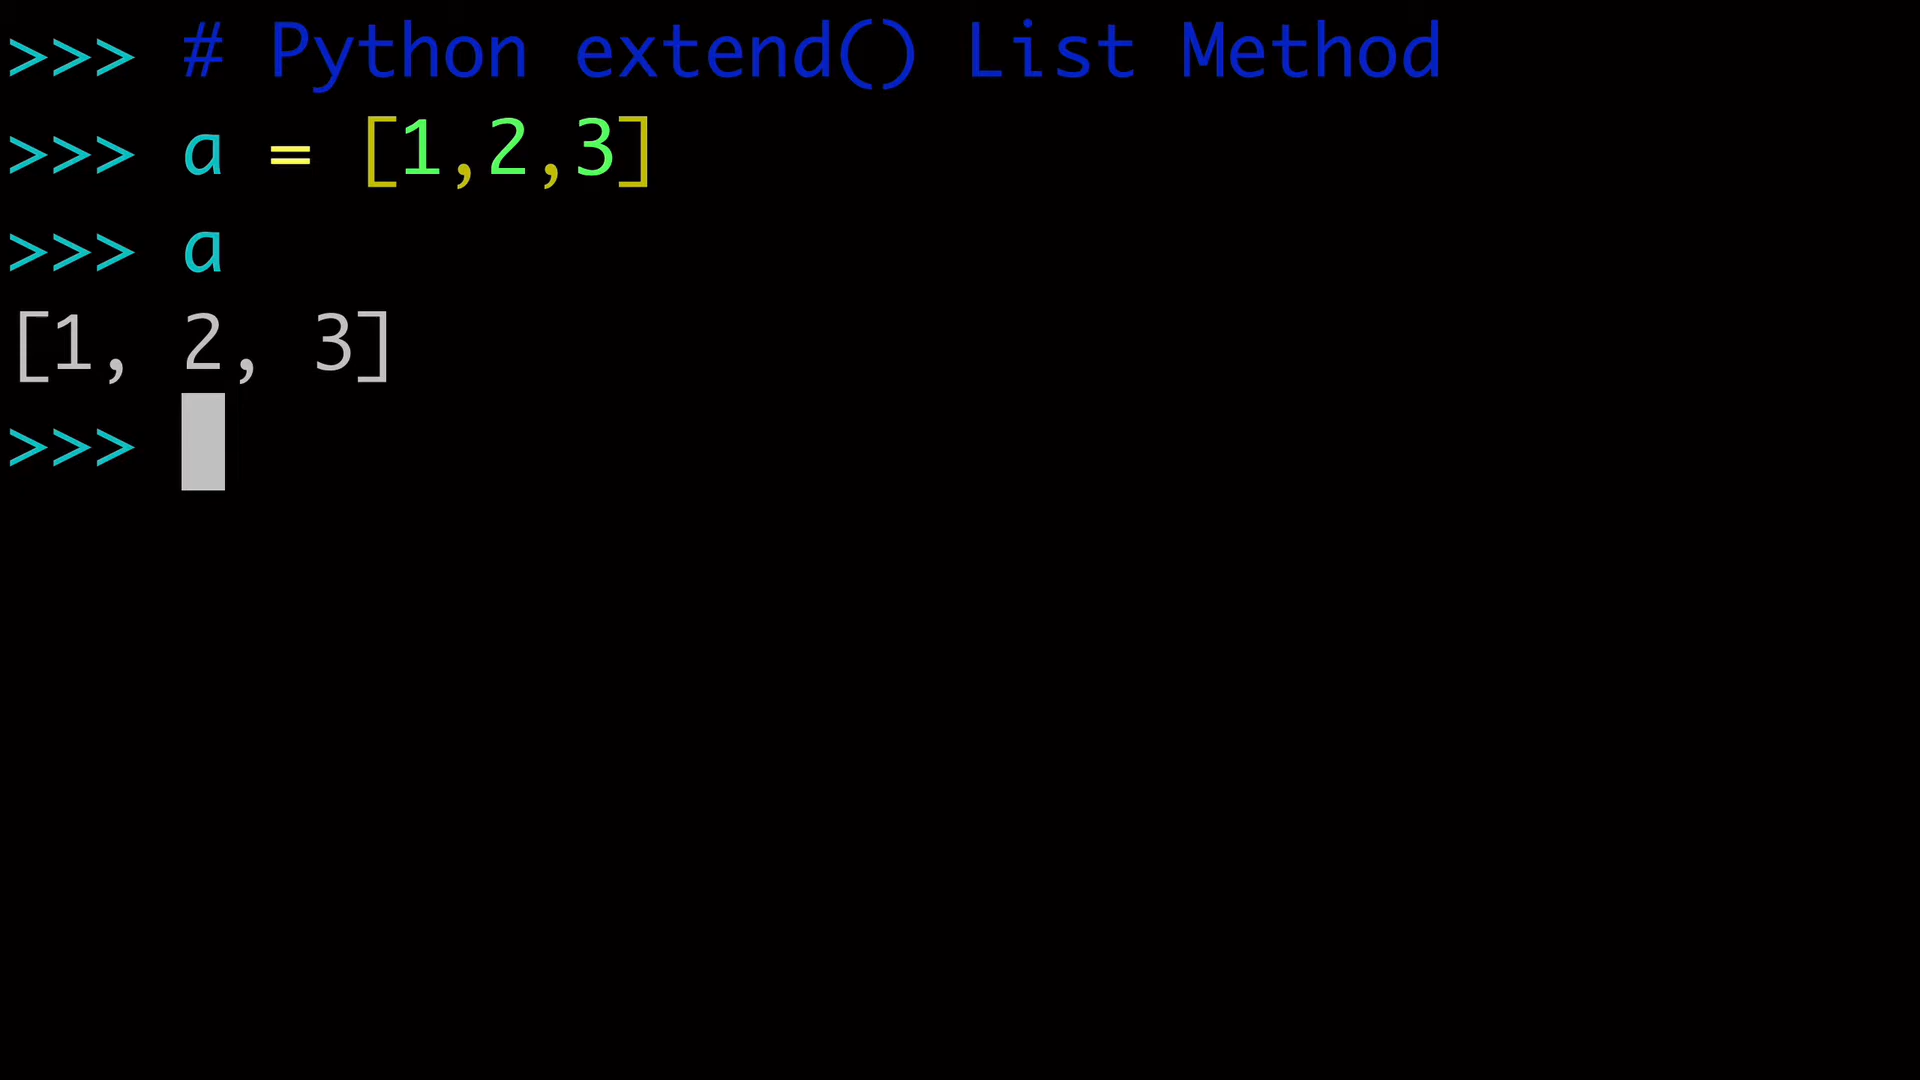 >>> # Python extend() List Method
>>> a = [1,2,3]
>>> a
[1, 2, 3]
>>>